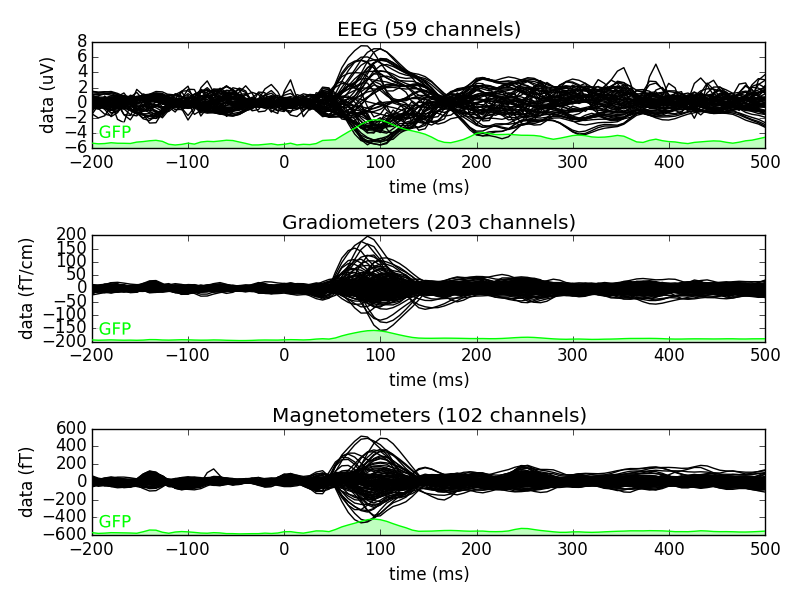 EEG (59 channels)
data (uV)
8
6
4
2
0
−2
−4
−6
GFP
−200 −100 0 100 200 300 400 500
time (ms)
Gradiometers (203 channels)
data (fT/cm)
200
150
100
50
0
−50
−100
−150
−200
GFP
−200 −100 0 100 200 300 400 500
time (ms)
Magnetometers (102 channels)
data (fT)
600
400
200
0
−200
−400
−600
GFP
−200 −100 0 100 200 300 400 500
time (ms)